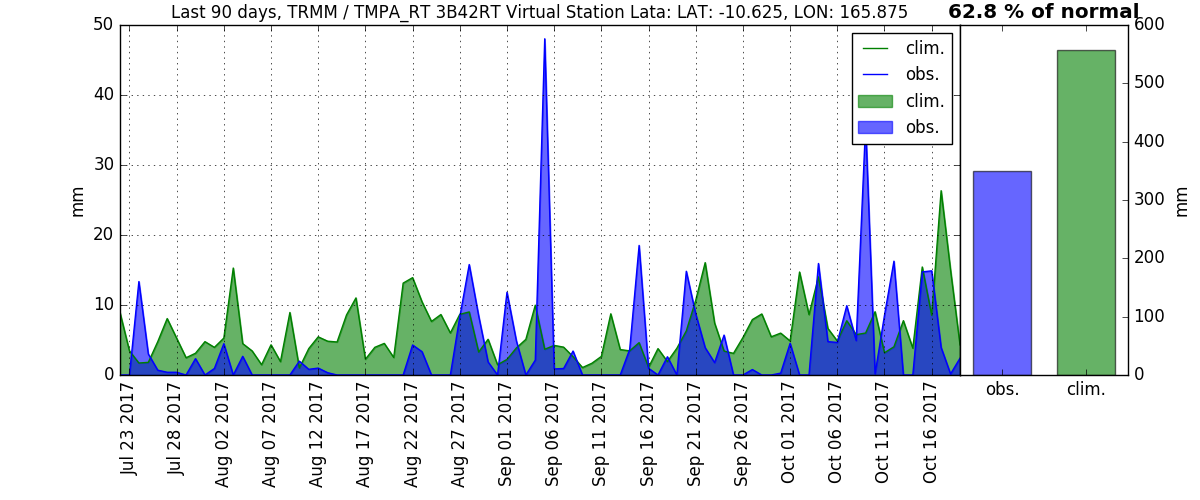 Last 90 days, TRMM / TMPA_RT 3B42RT Virtual Station Lata: LAT: -10.625, LON: 165.875
62.8 % of normal
50
40
30
20
10
0
mm
clim.
obs.
clim.
obs.
600
500
400
300
200
100
0
mm
Jul 23 2017
Jul 28 2017
Aug 02 2017
Aug 07 2017
Aug 12 2017
Aug 17 2017
Aug 22 2017
Aug 27 2017
Sep 01 2017
Sep 06 2017
Sep 11 2017
Sep 16 2017
Sep 21 2017
Sep 26 2017
Oct 01 2017
Oct 06 2017
Oct 11 2017
Oct 16 2017
obs.
clim.